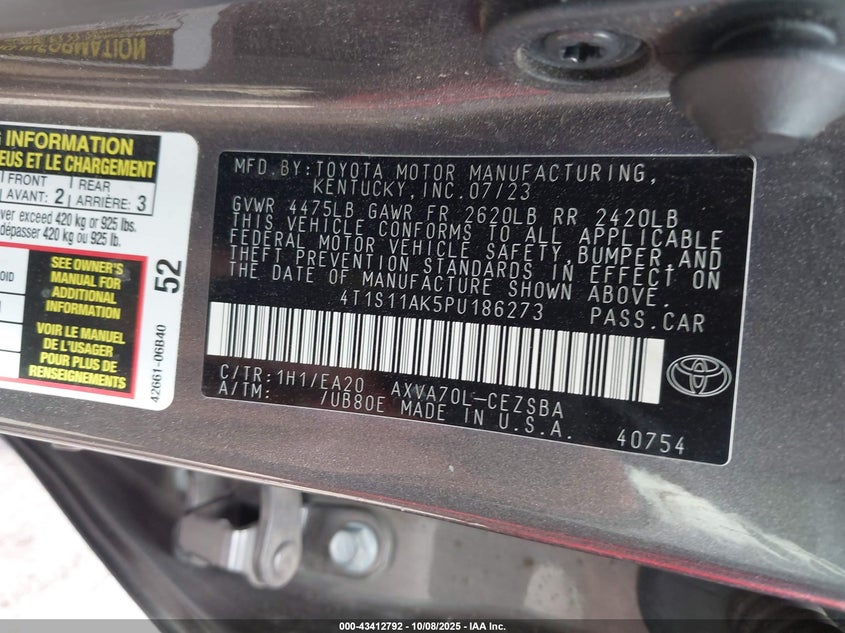 G INFORMATION
EUS ET LE CHARGEMENT
FRONT
AVANT: 2
REAR
ARRIÈRE: 3
ver exceed 420 kg or 925 lbs.
dépasser 420 kg ou 925 lb.
SEE OWNER'S
MANUAL FOR
ADDITIONAL
INFORMATION
VOIR LE MANUEL
DE L'USAGER
POUR PLUS DE
RENSEIGNEMENTS
52
42661-06B40
MFD.BY:TOYOTA MOTOR MANUFACTURING,
KENTUCKY,INC.07/23
GVWR 4475LB GAWR FR 2620LB RR 2420LB
THIS VEHICLE CONFORMS TO ALL APPLICABLE
FEDERAL MOTOR VEHICLE SAFETY,BUMPER,AND
THEFT PREVENTION STANDARDS IN EFFECT ON
THE DATE OF MANUFACTURE SHOWN ABOVE.
4T1S11AK5PU186273 PASS.CAR
C/TR:1H1/EA20 AXVA70L-CEZSBA
A/TM: /UB80E MADE IN U.S.A.
40754
000-43412792 - 10/08/2025 - IAA Inc.